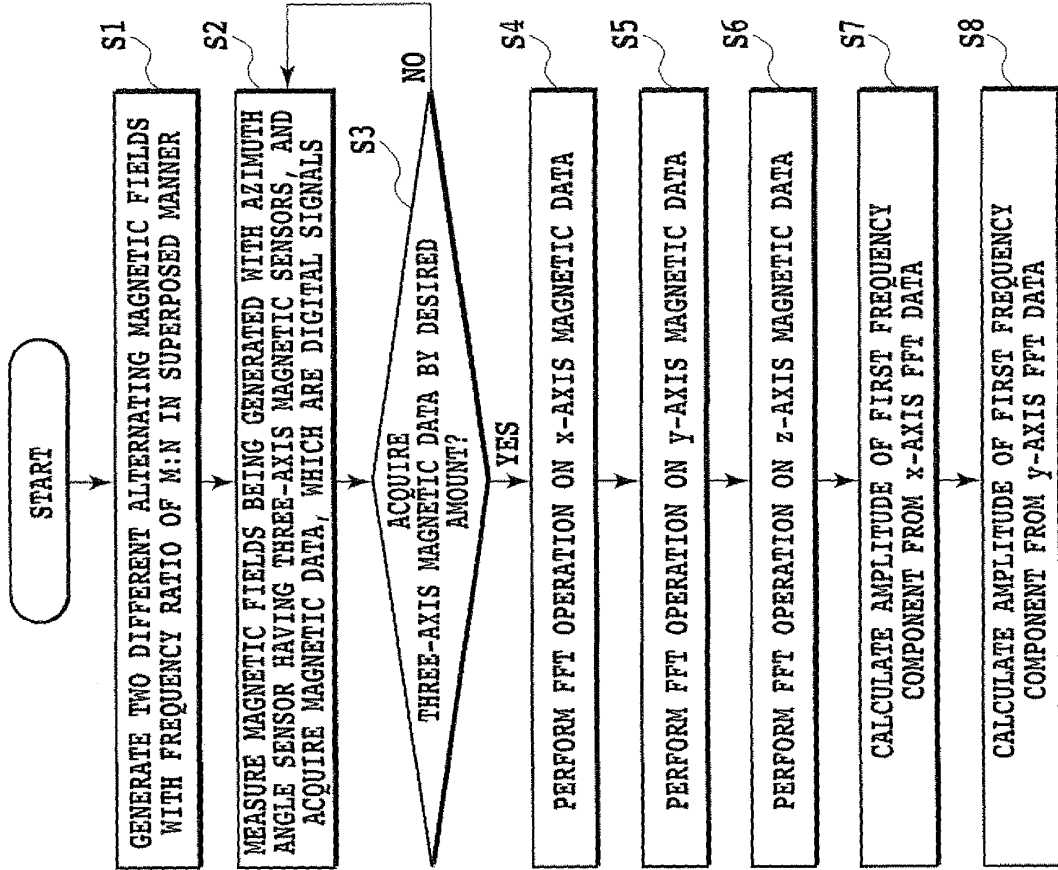 START
GENERATE TWO DIFFERENT ALTERNATING MAGNETIC FIELDS
WITH FREQUENCY RATIO OF M:N IN SUPERPOSED MANNER
S1
MEASURE MAGNETIC FIELDS BEING GENERATED WITH AZIMUTH
ANGLE SENSOR HAVING THREE-AXIS MAGNETIC SENSORS, AND
ACQUIRE MAGNETIC DATA, WHICH ARE DIGITAL SIGNALS
S2
ACQUIRE
THREE-AXIS MAGNETIC DATA BY DESIRED
AMOUNT?
S3
NO
YES
PERFORM FFT OPERATION ON x-AXIS MAGNETIC DATA
S4
PERFORM FFT OPERATION ON y-AXIS MAGNETIC DATA
S5
PERFORM FFT OPERATION ON z-AXIS MAGNETIC DATA
S6
CALCULATE AMPLITUDE OF FIRST FREQUENCY
COMPONENT FROM x-AXIS FFT DATA
S7
CALCULATE AMPLITUDE OF FIRST FREQUENCY
COMPONENT FROM y-AXIS FFT DATA
S8